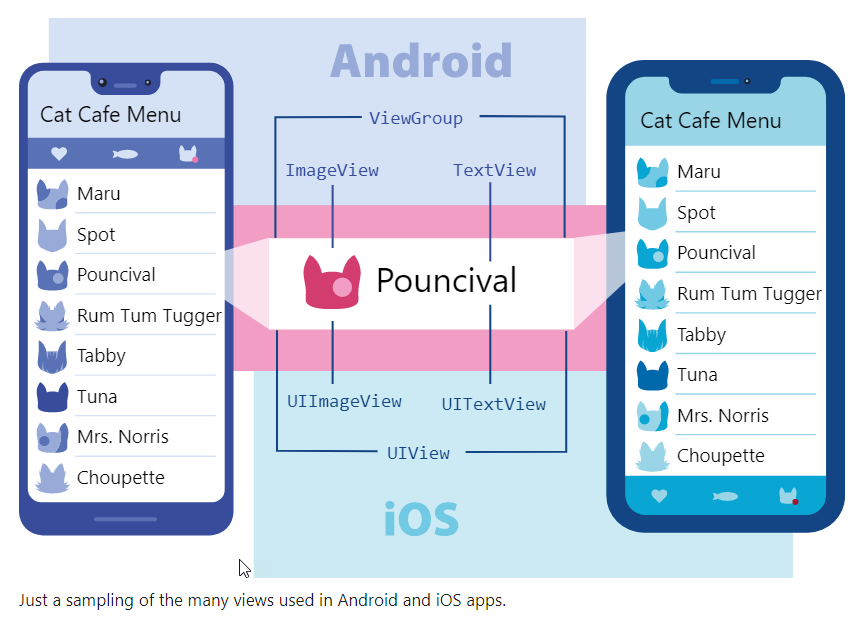 Android
Cat Cafe Menu
Maru
Spot
Pouncival
Rum Tum Tugger
Tabby
Tuna
Mrs. Norris
Choupette
ViewGroup
ImageView
TextView
Pouncival
UIImageView
UITextView
UIView
iOS
Cat Cafe Menu
Maru
Spot
Pouncival
Rum Tum Tugger
Tabby
Tuna
Mrs. Norris
Choupette
Just a sampling of the many views used in Android and iOS apps.